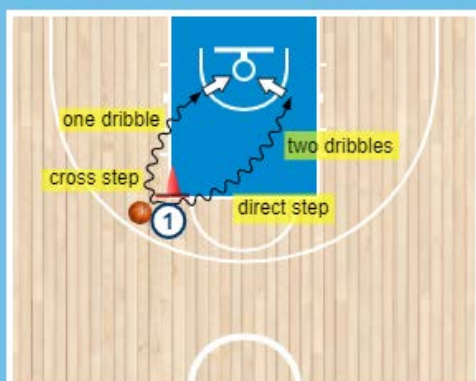 one dribble
two dribbles
cross step
direct step
1